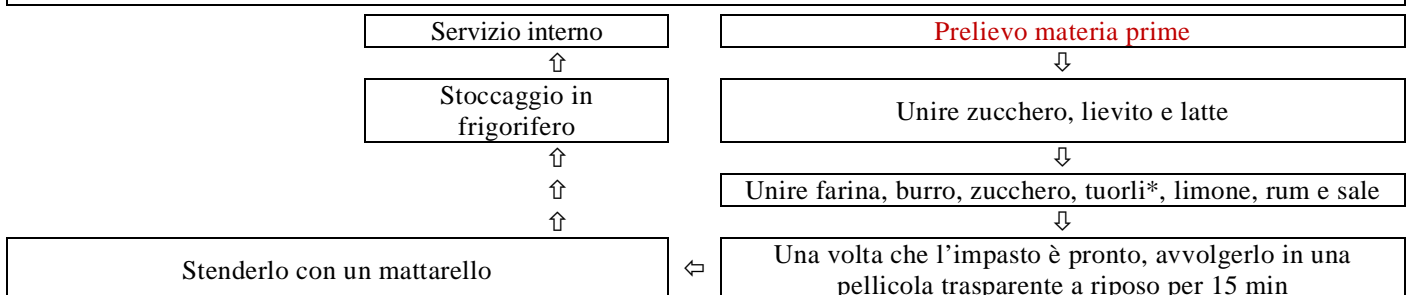 Servizio interno
Prelievo materia prime
⇧
⇩
Stoccaggio in
frigorifero
Unire zucchero, lievito e latte
⇧
⇩
⇧
Unire farina, burro, zucchero, tuorli*, limone, rum e sale
⇧
⇩
Stenderlo con un mattarello
⇦
Una volta che l’impasto è pronto, avvolgerlo in una
pellicola trasparente a riposo per 15 min